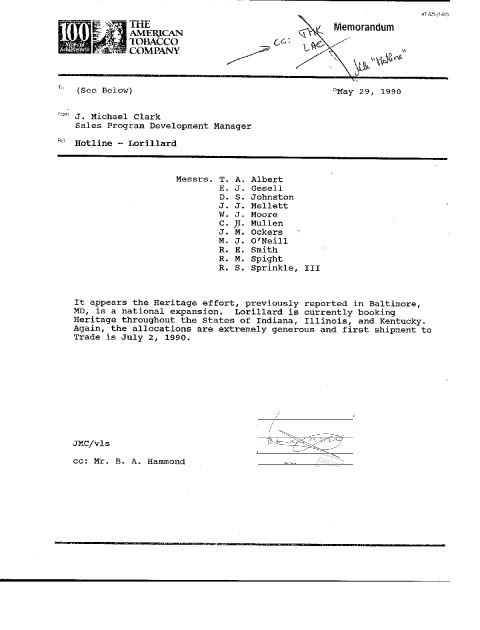 AT 825 (1-85)
100 Years of Achievement
THE
AMERICAN
TOBACCO
COMPANY
Memorandum
CC: THK
LAC
file "Hotline"
To (See Below)
May 29, 1990
From J. Michael Clark
Sales Program Development Manager
Re: Hotline - Lorillard
Messrs. T. A. Albert
E. J. Gesell
D. S. Johnston
J. J. Mellett
W. J. Moore
C. H. Mullen
J. M. Ockers
M. J. O'Neill
R. E. Smith
R. M. Spight
R. S. Sprinkle, III
It appears the Heritage effort, previously reported in Baltimore,
MD, is a national expansion. Lorillard is currently booking
Heritage throughout the States of Indiana, Illinois, and Kentucky.
Again, the allocations are extremely generous and first shipment to
Trade is July 2, 1990.
JMC/vls
cc: Mr. B. A. Hammond